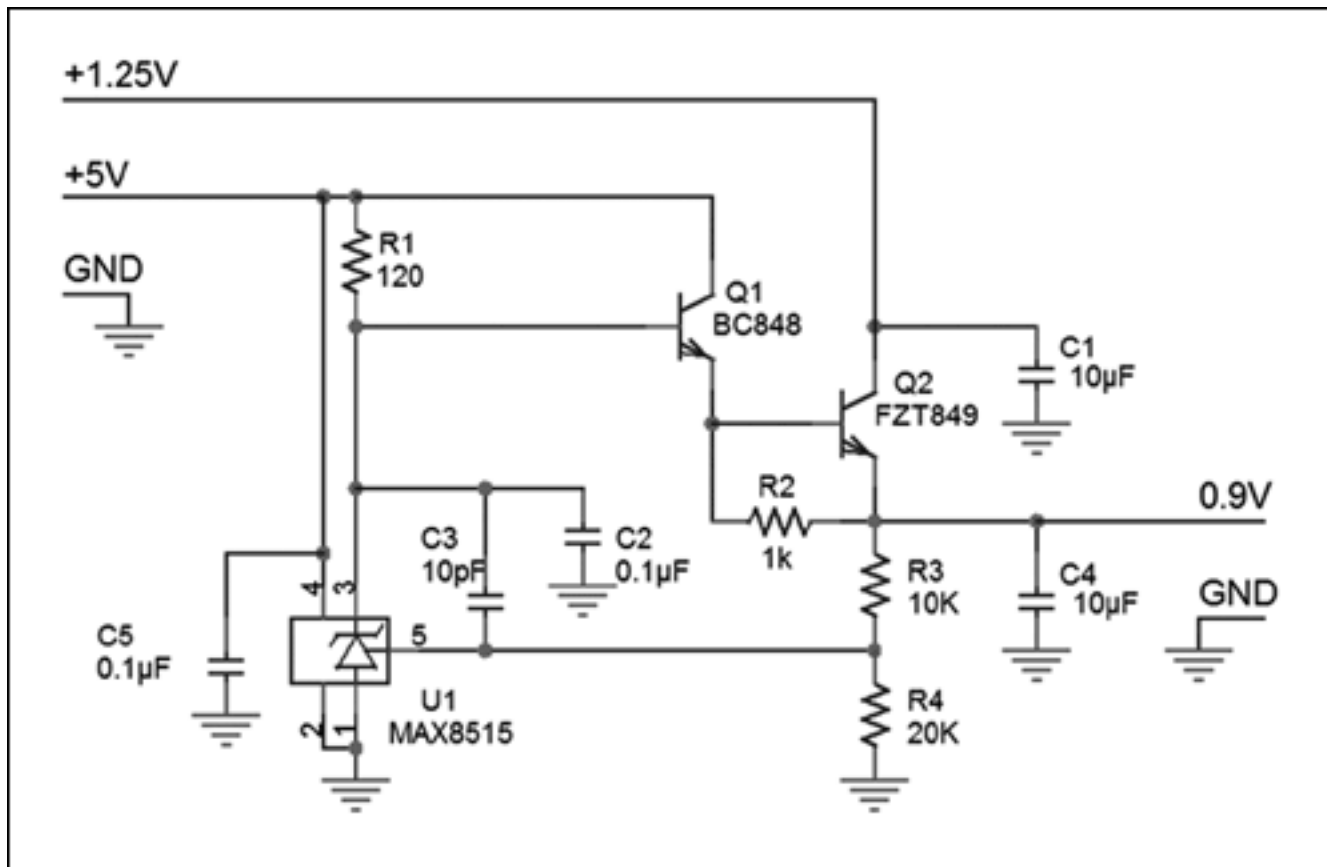 +1.25V
+5V
GND
R1
120
Q1
BC848
C1
10µF
Q2
FZT849
R2
1k
0.9V
C3
10pF
C2
0.1µF
R3
10K
C4
10µF
GND
4
3
5
C5
0.1µF
2
1
U1
MAX8515
R4
20K